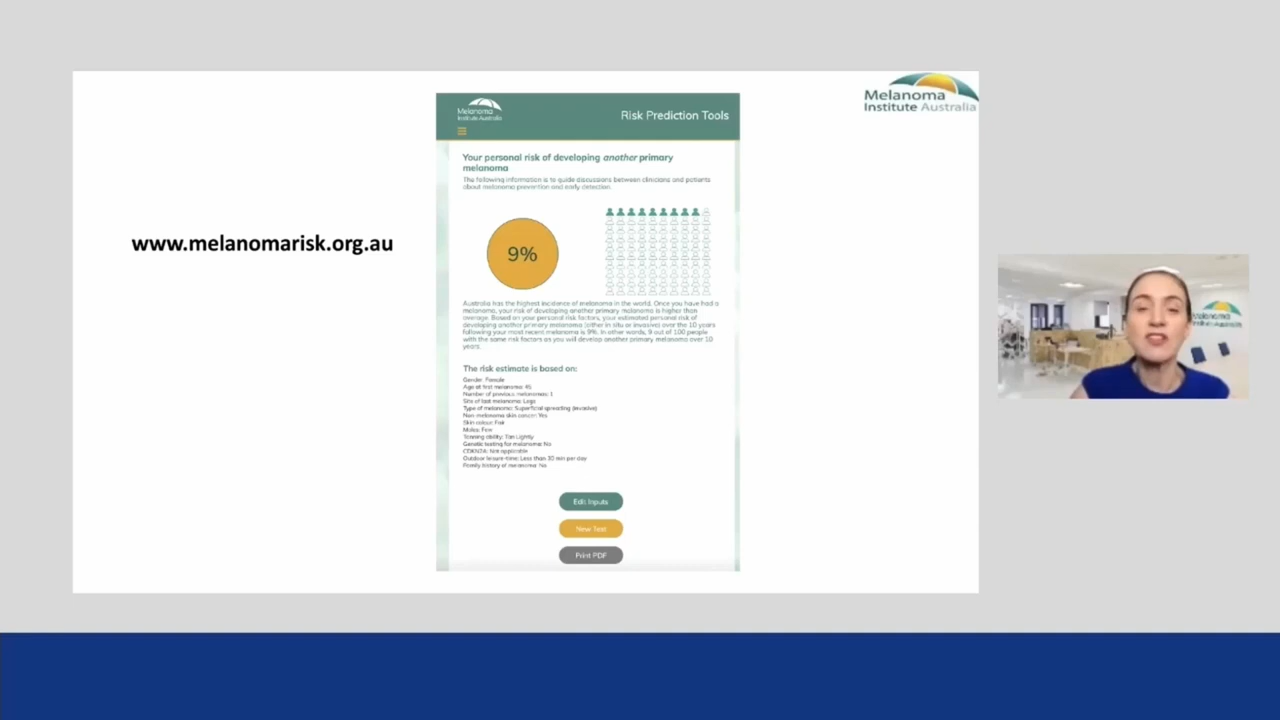 Melanoma
Institute Australia
Melanoma
Institute Australia
Risk Prediction Tools
Your personal risk of developing another primary
melanoma
The following information is to guide discussions between clinicians and patients
about melanoma prevention and early detection.
www.melanomarisk.org.au
9%
Australia has the highest incidence of melanoma in the world. Once you have had a
melanoma, your risk of developing another primary melanoma is higher than
average. Based on your personal risk factors, your estimated personal risk of
developing another primary melanoma (either in situ or invasive) over the 10 years
following your most recent melanoma is 9%. In other words, 9 out of 100 people
with the same risk factors as you will develop another primary melanoma over 10
years.
The risk estimate is based on:
Gender: Female
Age at first melanoma: 45
Number of previous melanomas: 1
Site of last melanoma: Legs
Type of melanoma: Superficial spreading (invasive)
Non-melanoma skin cancer: Yes
Skin colour: Fair
Moles: Few
Tanning ability: Tan Lightly
Genetic testing for melanoma: No
CDKN2A: Not applicable
Outdoor leisure-time: Less than 30 min per day
Family history of melanoma: No
Edit Inputs
New Test
Print PDF
Melanoma
Institute Australia